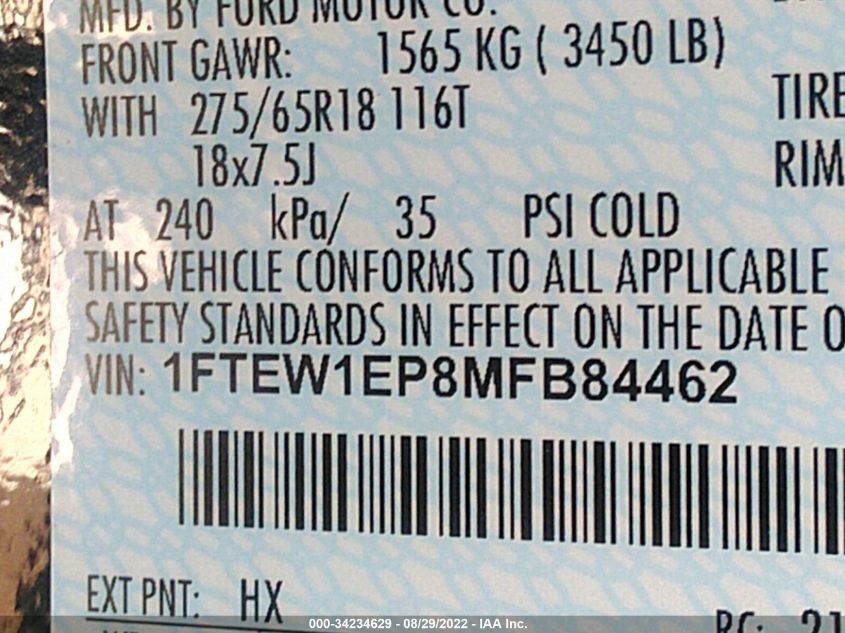 MFD. BY FORD MOTOR CO.
FRONT GAWR: 1565 KG ( 3450 LB)
WITH 275/65R18 116T TIRE
18x7.5J RIM
AT 240 kPa/ 35 PSI COLD
THIS VEHICLE CONFORMS TO ALL APPLICABLE
SAFETY STANDARDS IN EFFECT ON THE DATE O
VIN: 1FTEW1EP8MFB84462
EXT PNT: HX
RC: 21
000-34234629 - 08/29/2022 - IAA Inc.